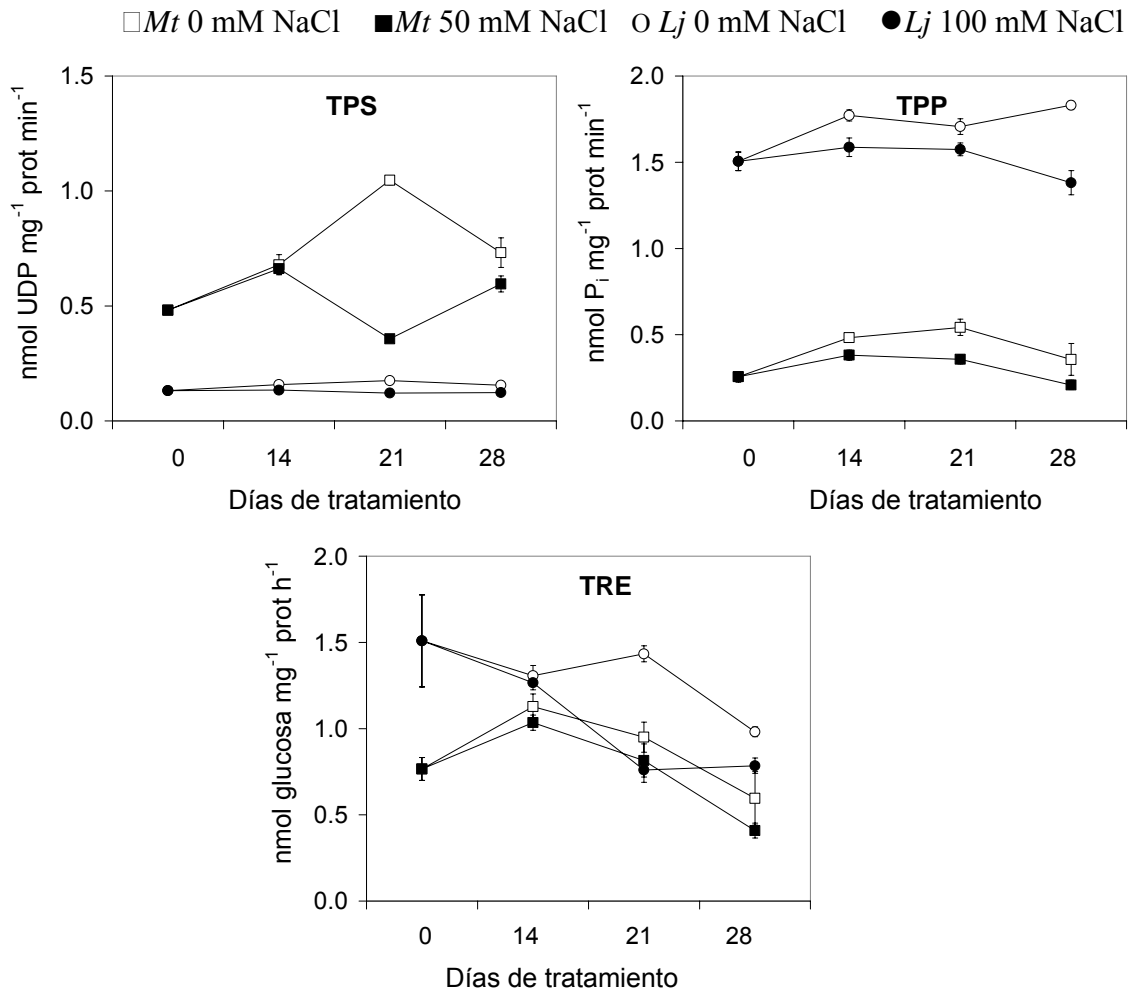 □ Mt 0 mM NaCl ■ Mt 50 mM NaCl ○ Lj 0 mM NaCl ● Lj 100 mM NaCl
TPS
nmol UDP mg⁻¹ prot min⁻¹
1.5
1.0
0.5
0.0
0 14 21 28
Días de tratamiento
TPP
nmol Pᵢ mg⁻¹ prot min⁻¹
2.0
1.5
1.0
0.5
0.0
0 14 21 28
Días de tratamiento
TRE
nmol glucosa mg⁻¹ prot h⁻¹
2.0
1.5
1.0
0.5
0.0
0 14 21 28
Días de tratamiento